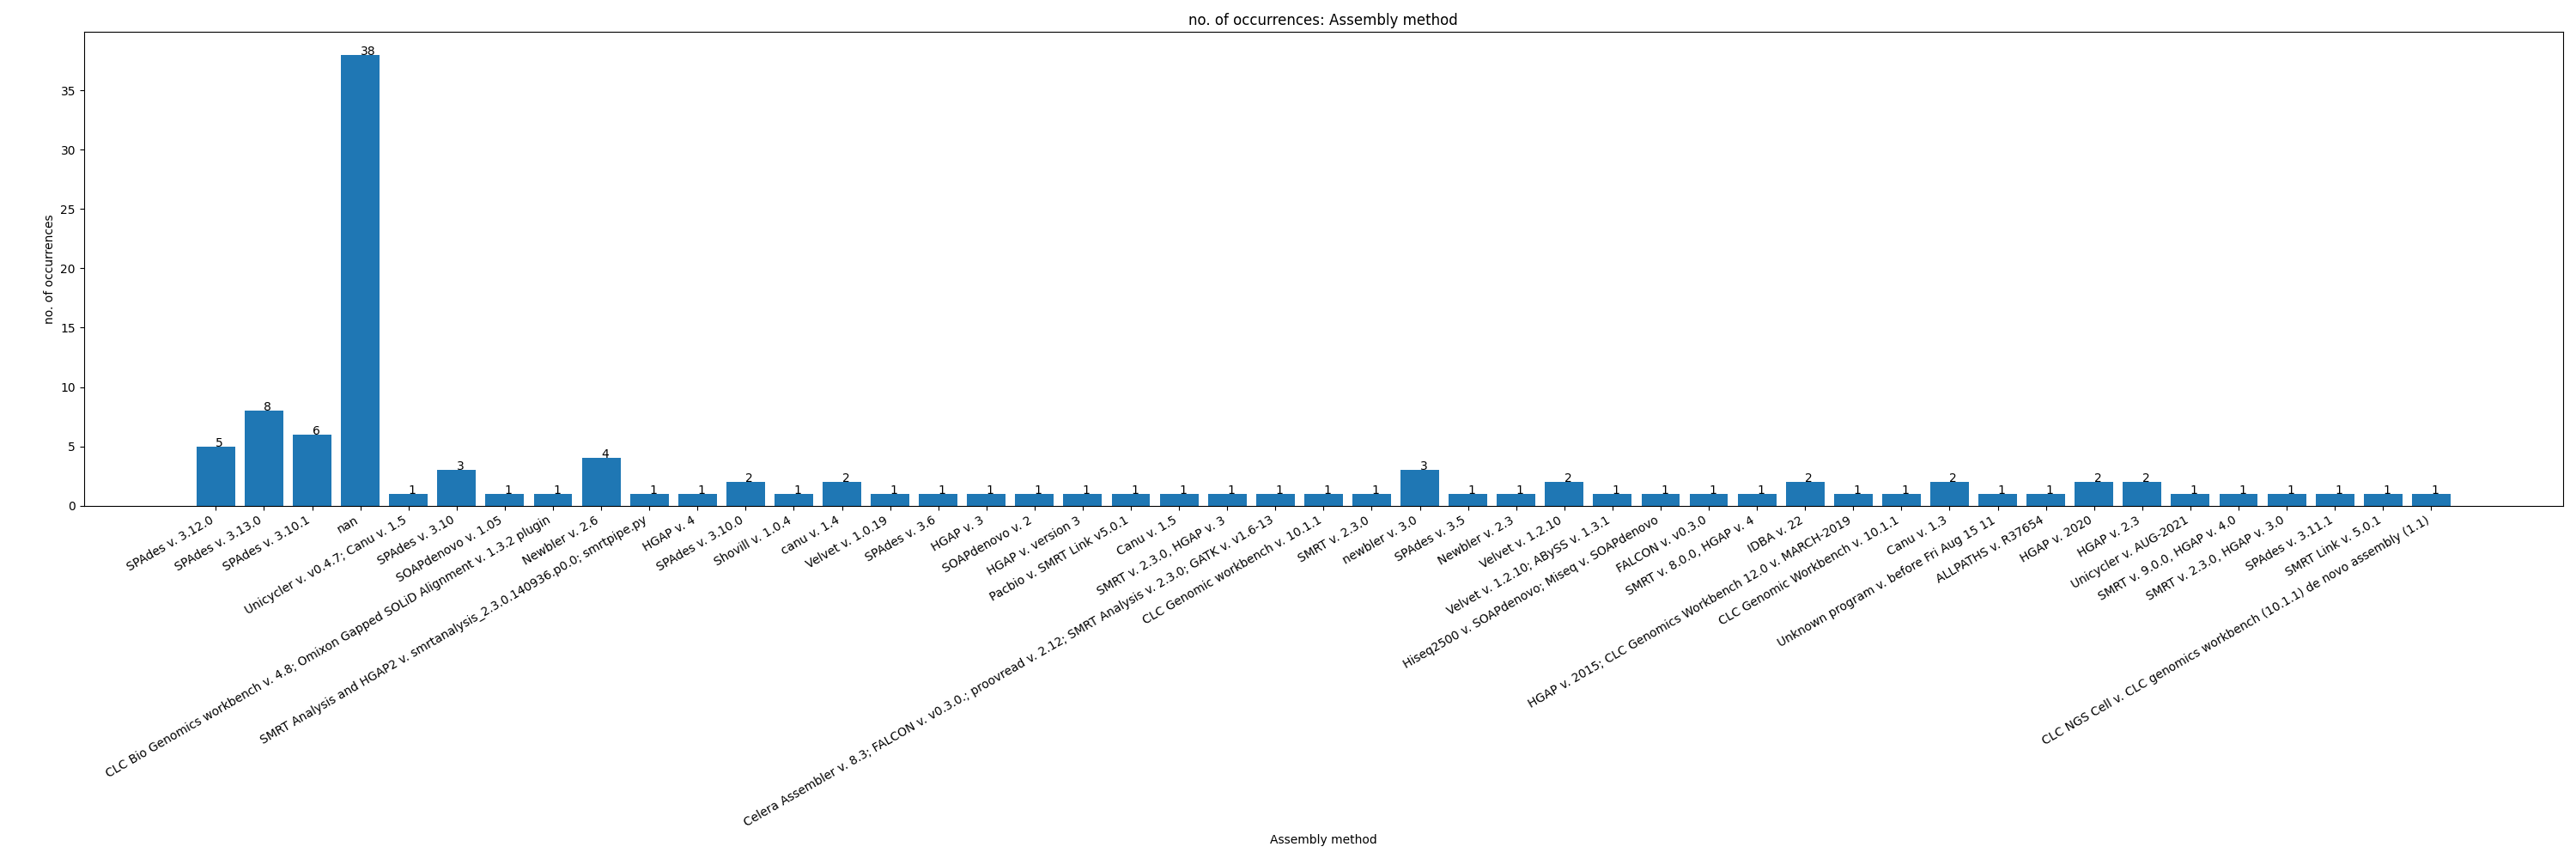 no. of occurrences: Assembly method
no. of occurrences
35
30
25
20
15
10
5
0
5
8
6
38
1
3
1
1
4
1
1
2
1
2
1
1
1
1
1
1
1
1
1
1
1
3
1
1
2
1
1
1
1
2
1
1
2
1
1
2
2
1
1
1
1
1
1
SPAdes v. 3.12.0
SPAdes v. 3.13.0
SPAdes v. 3.10.1
nan
Unicycler v. v0.4.7; Canu v. 1.5
SPAdes v. 3.10
SOAPdenovo v. 1.05
CLC Bio Genomics workbench v. 4.8; Omixon Gapped SOLiD Alignment v. 1.3.2 plugin
Newbler v. 2.6
SMRT Analysis and HGAP2 v. smrtanalysis_2.3.0.140936.p0.0; smrtpipe.py
HGAP v. 4
SPAdes v. 3.10.0
Shovill v. 1.0.4
canu v. 1.4
Velvet v. 1.0.19
SPAdes v. 3.6
HGAP v. 3
SOAPdenovo v. 2
HGAP v. version 3
Pacbio v. SMRT Link v5.0.1
Canu v. 1.5
SMRT v. 2.3.0, HGAP v. 3
Celera Assembler v. 8.3; FALCON v. v0.3.0.; proovread v. 2.12; SMRT Analysis v. 2.3.0; GATK v. v1.6-13
CLC Genomic workbench v. 10.1.1
SMRT v. 2.3.0
newbler v. 3.0
SPAdes v. 3.5
Newbler v. 2.3
Velvet v. 1.2.10
Velvet v. 1.2.10; ABySS v. 1.3.1
Hiseq2500 v. SOAPdenovo; Miseq v. SOAPdenovo
FALCON v. v0.3.0
SMRT v. 8.0.0, HGAP v. 4
IDBA v. 22
HGAP v. 2015; CLC Genomics Workbench 12.0 v. MARCH-2019
CLC Genomic Workbench v. 10.1.1
Canu v. 1.3
Unknown program v. before Fri Aug 15 11
ALLPATHS v. R37654
HGAP v. 2020
HGAP v. 2.3
Unicycler v. AUG-2021
SMRT v. 9.0.0, HGAP v. 4.0
SMRT v. 2.3.0, HGAP v. 3.0
SPAdes v. 3.11.1
SMRT Link v. 5.0.1
CLC NGS Cell v. CLC genomics workbench (10.1.1) de novo assembly (1.1)
Assembly method